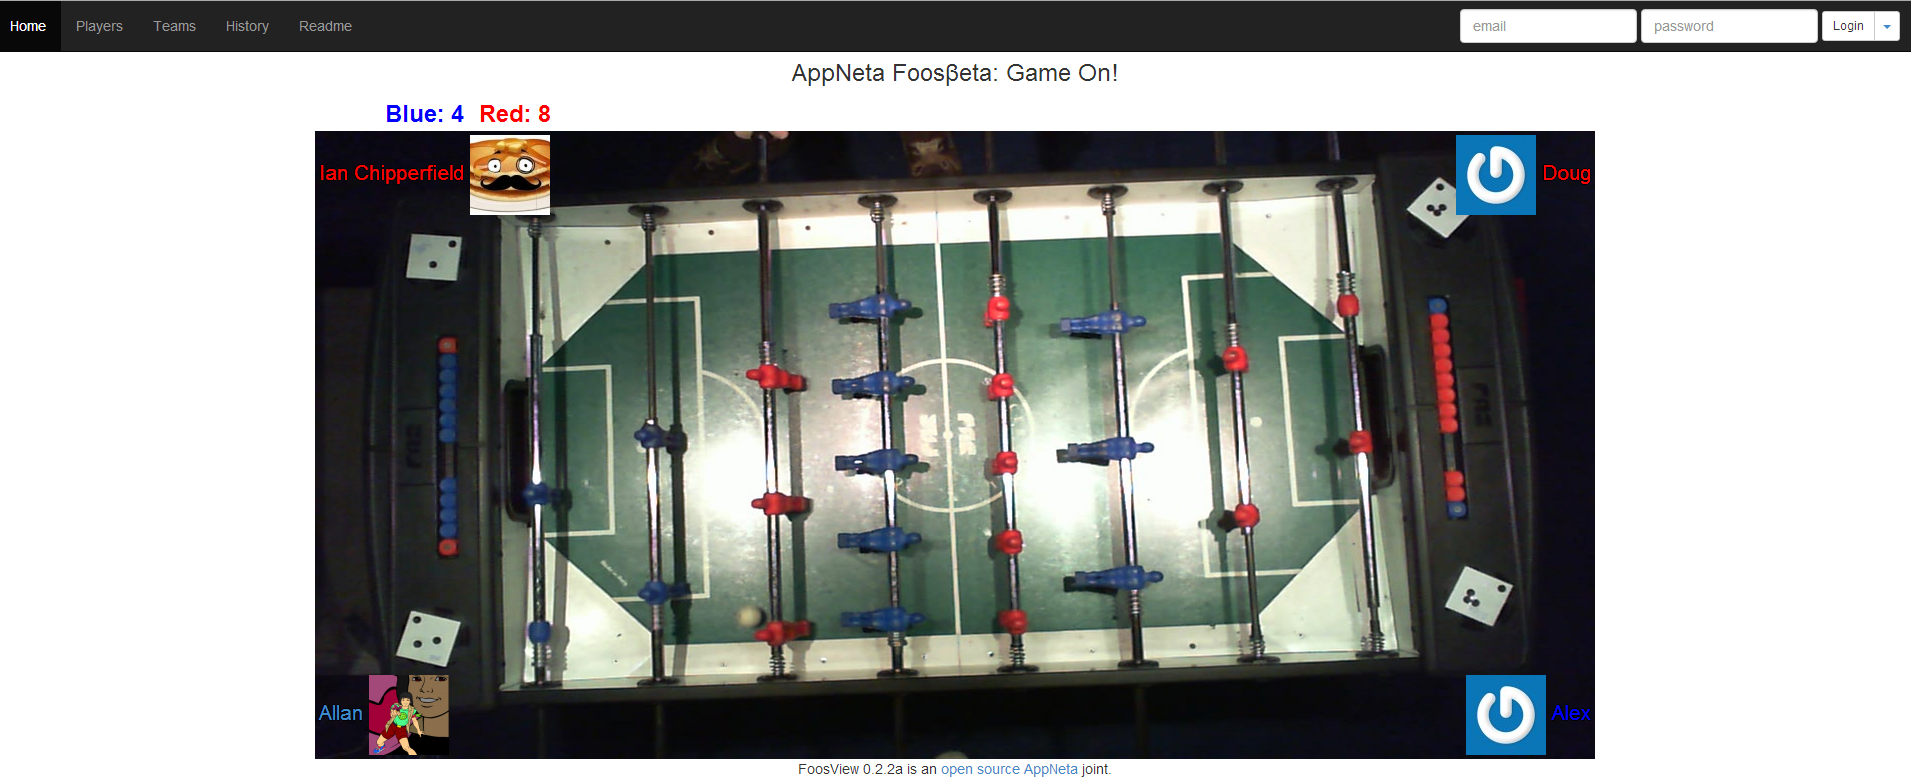 Home Players Teams History Readme email password Login
AppNeta Foosβeta: Game On!
Blue: 4 Red: 8
Ian Chipperfield
Doug
Allan
Alex
FoosView 0.2.2a is an open source AppNeta joint.